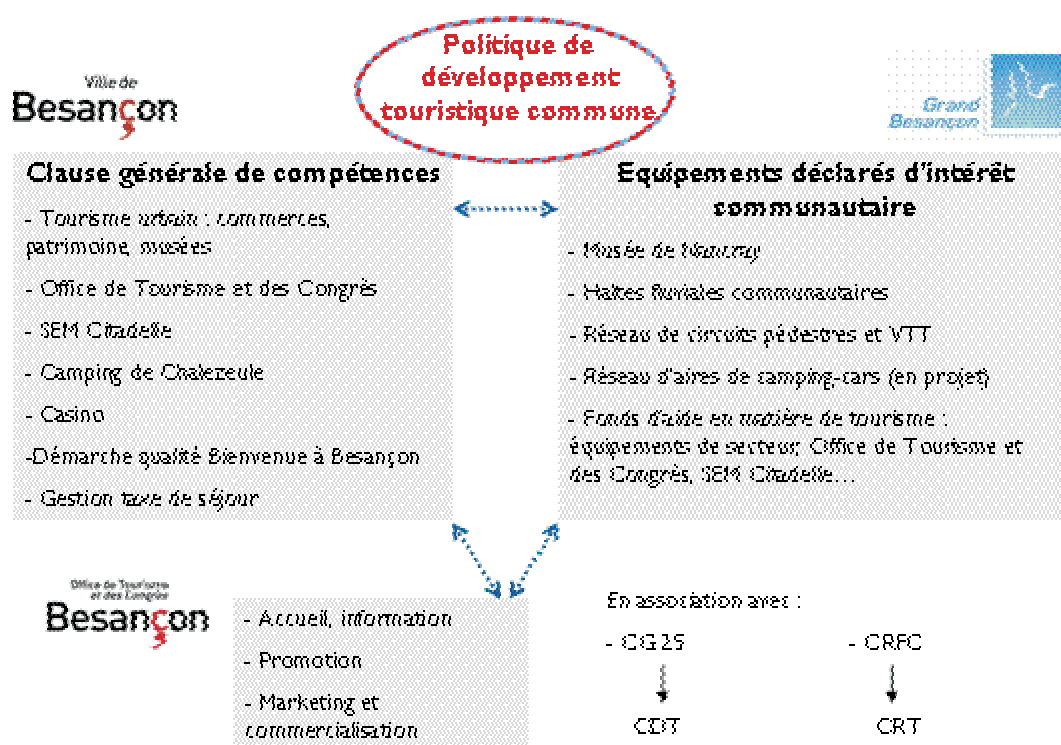 Politique de
développement
touristique commune
Ville de
Besançon
Grand
Besançon
Clause générale de compétences
- Tourisme urbain : commerces,
patrimoine, musées
- Office de Tourisme et des Congrès
- SEM Citadelle
- Camping de Chalezeule
- Casino
-Démarche qualité Bienvenue à Besançon
- Gestion taxe de séjour
Equipements déclarés d'intérêt
communautaire
- Musée de Nancray
- Haltes fluviales communautaires
- Réseau de circuits pédestres et VTT
- Réseau d'aires de camping-cars (en projet)
- Fonds d'aide en matière de tourisme :
équipements de secteur, Office de Tourisme et
des Congrès, SEM Citadelle...
Office de Tourisme
et des Congrès
Besançon
- Accueil, information
- Promotion
- Marketing et
commercialisation
En association avec :
- CG25
- CRFC
CDT
CRT